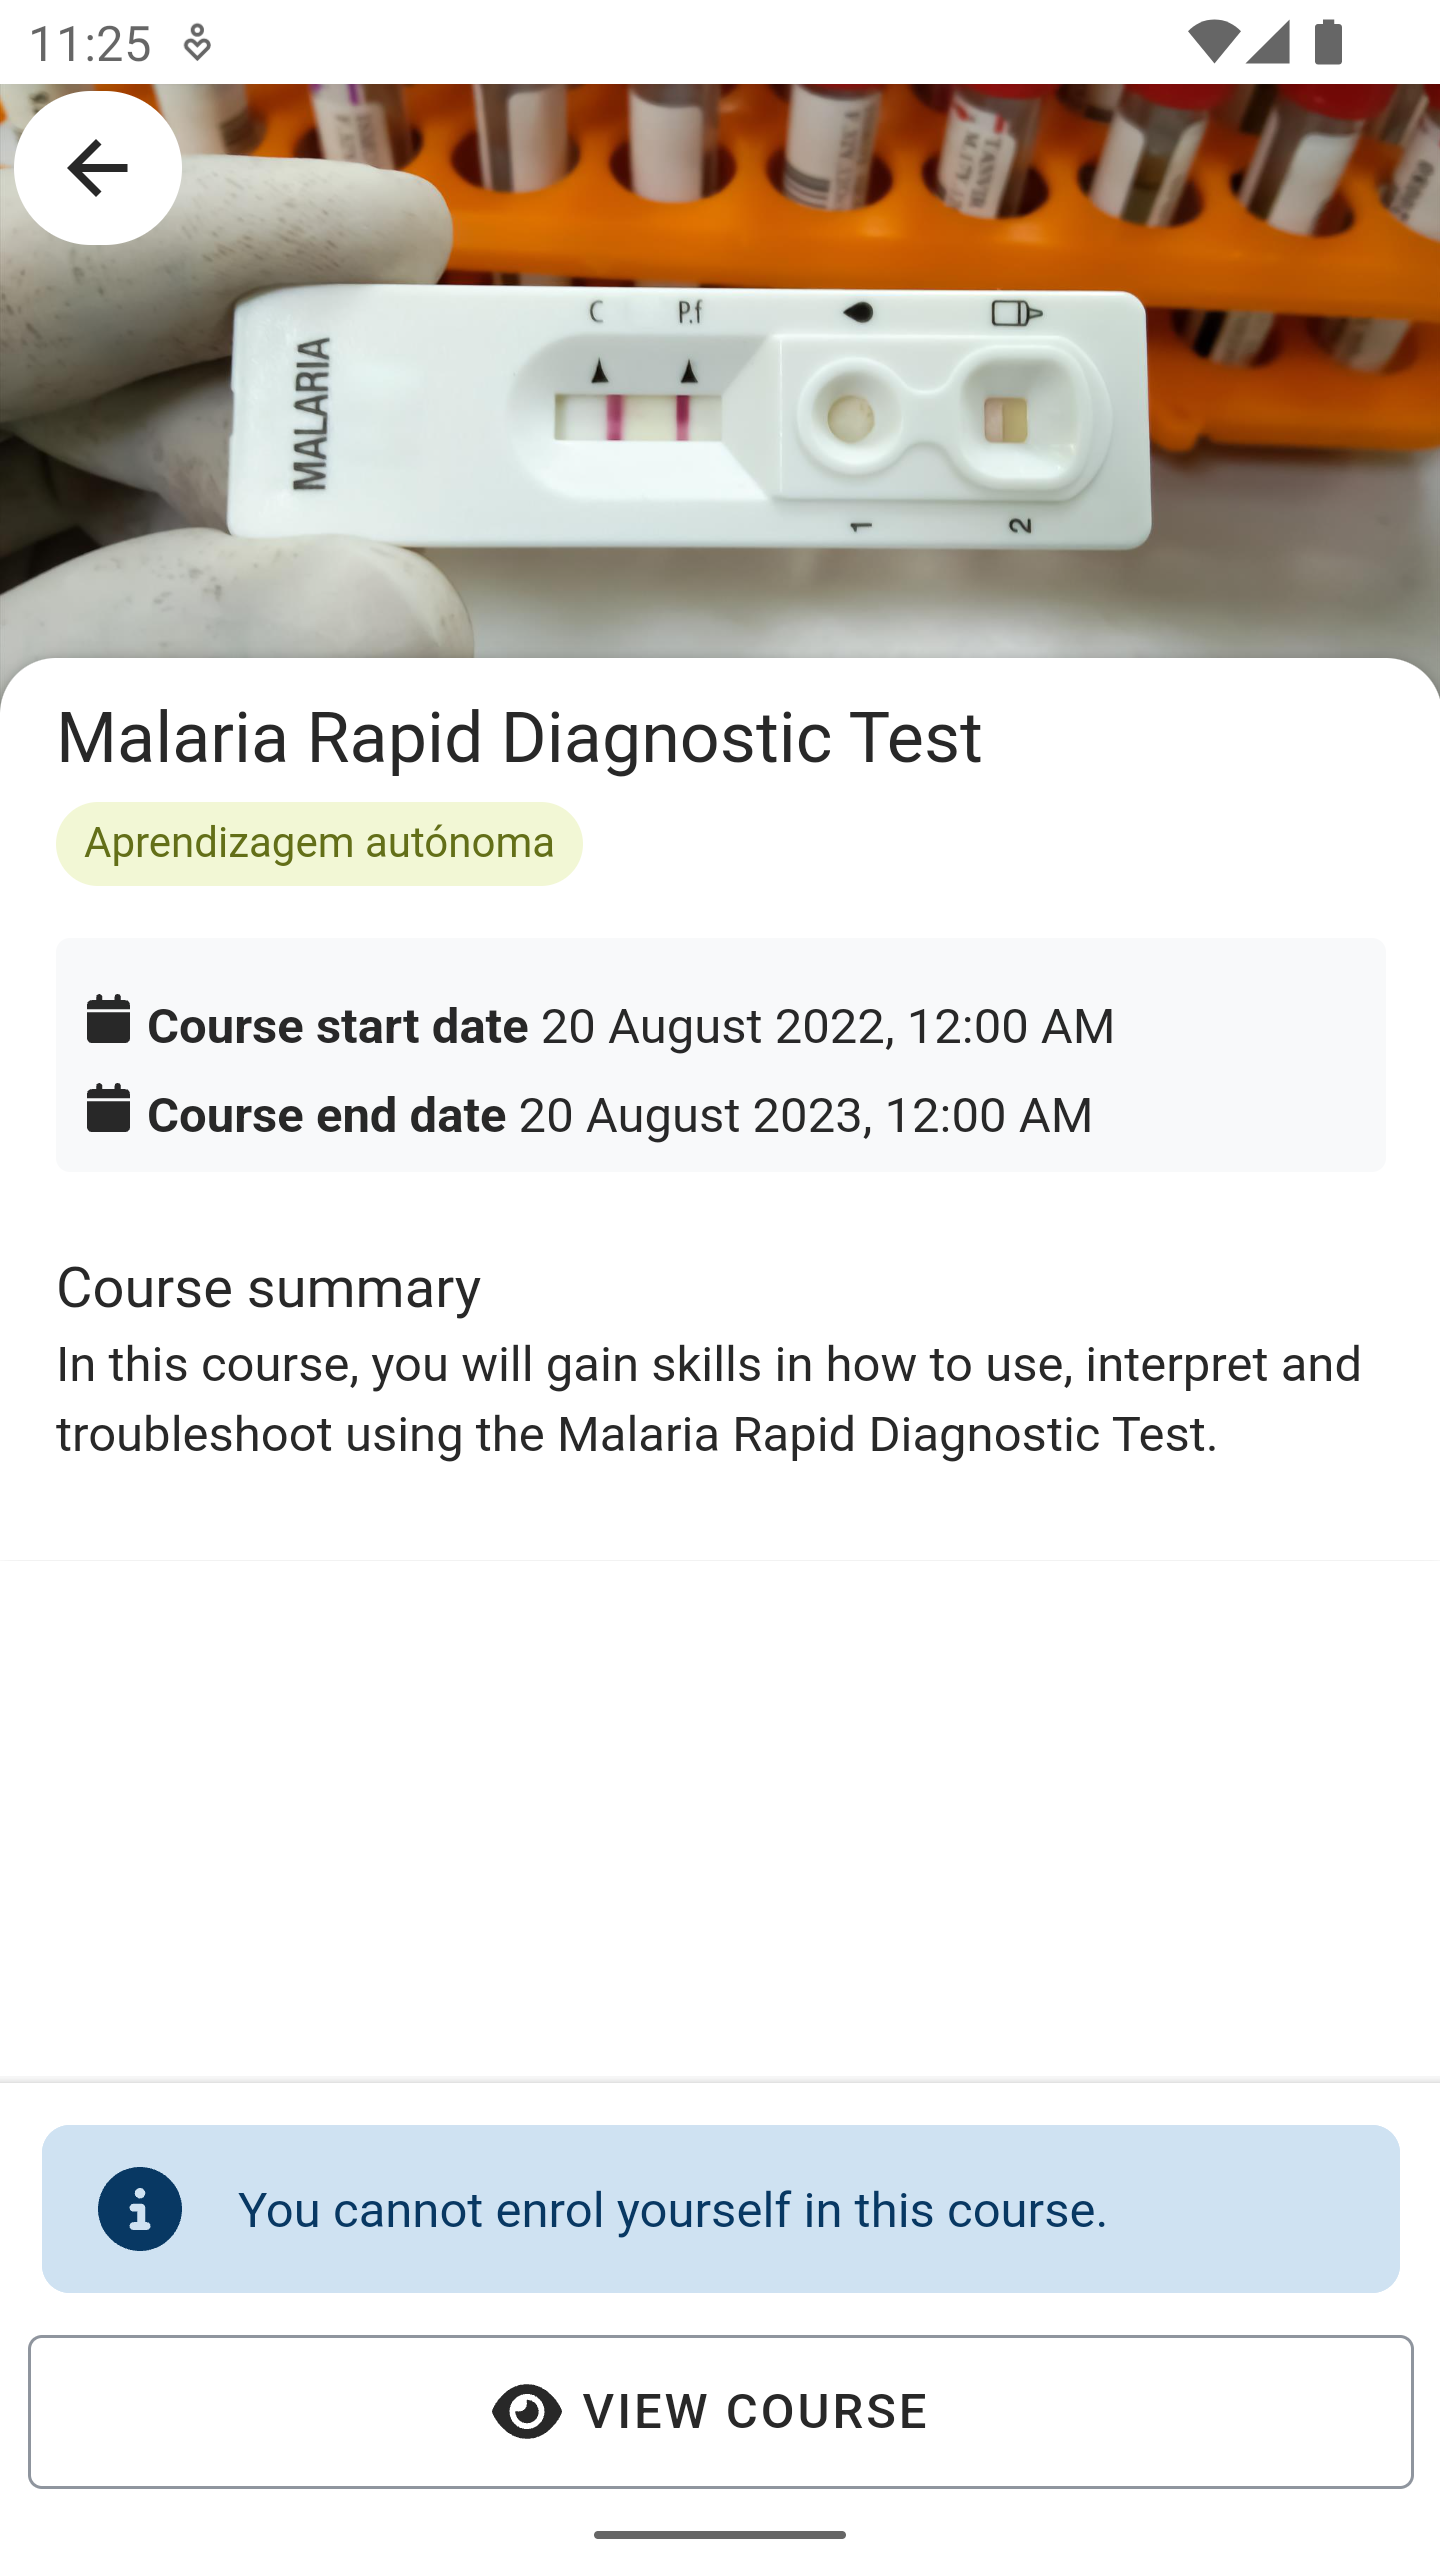 11:25
C P.f
MALARIA
1 2
Malaria Rapid Diagnostic Test
Aprendizagem autónoma
Course start date 20 August 2022, 12:00 AM
Course end date 20 August 2023, 12:00 AM
Course summary
In this course, you will gain skills in how to use, interpret and
troubleshoot using the Malaria Rapid Diagnostic Test.
You cannot enrol yourself in this course.
VIEW COURSE